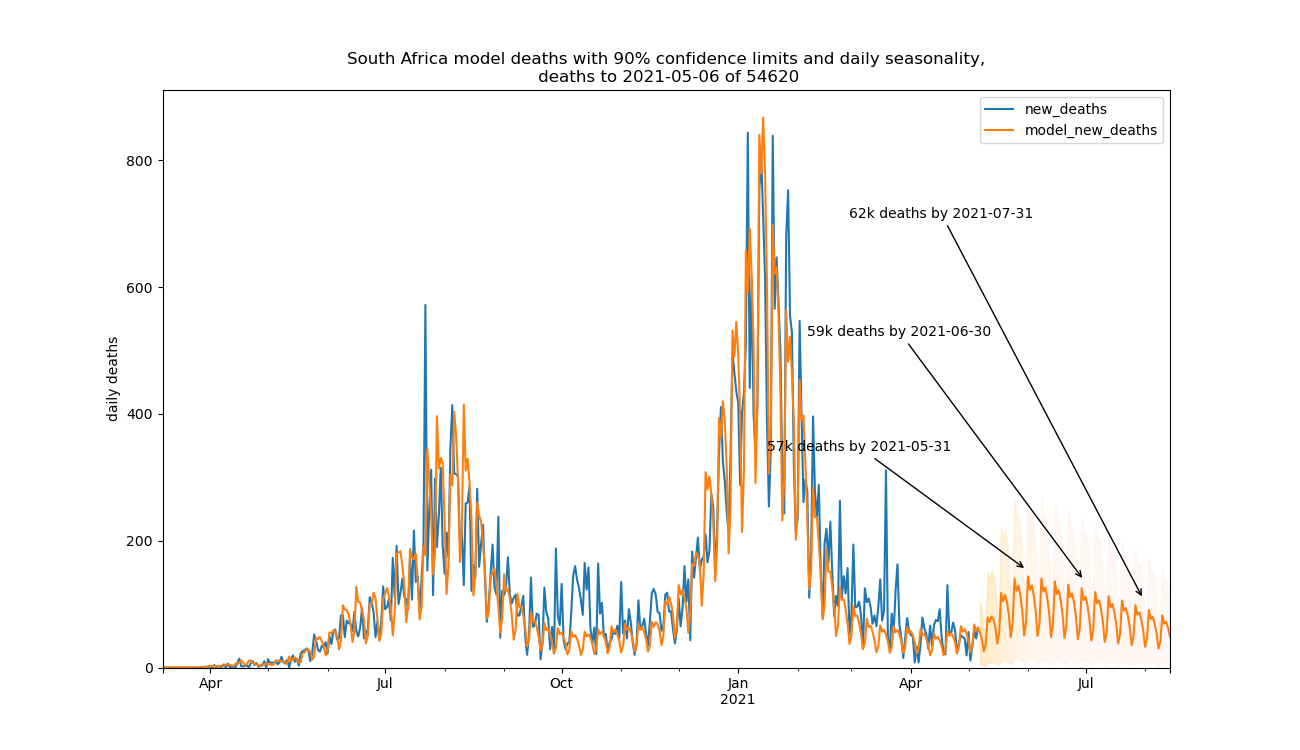 South Africa model deaths with 90% confidence limits and daily seasonality,
deaths to 2021-05-06 of 54620
new_deaths
model_new_deaths
800
62k deaths by 2021-07-31
600
59k deaths by 2021-06-30
daily deaths
400
57k deaths by 2021-05-31
200
0
Apr
Jul
Oct
Jan
2021
Apr
Jul